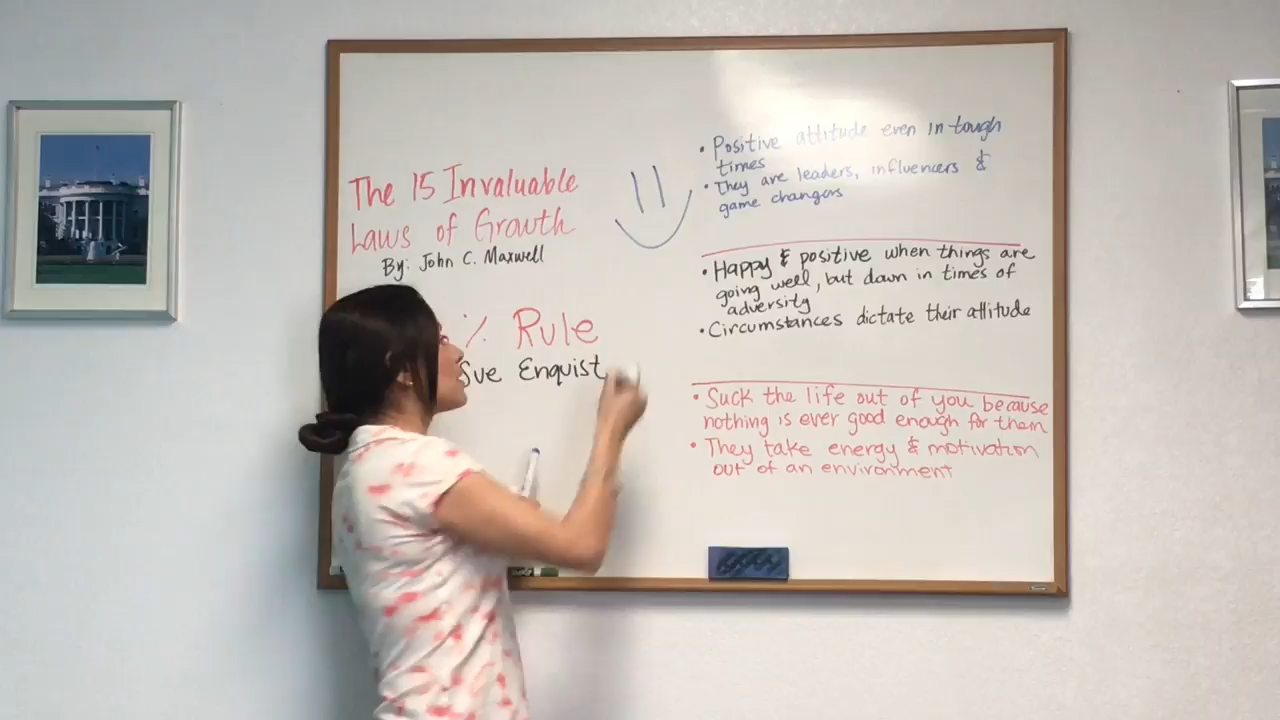 The 15 Invaluable
Laws of Growth
By: John C. Maxwell
% Rule
Sue Enquist
• Positive attitude even in tough
times
• They are leaders, influencers &
game changers
• Happy & positive when things are
going well, but down in times of
adversity
• Circumstances dictate their attitude
• Suck the life out of you because
nothing is ever good enough for them
• They take energy & motivation
out of an environment